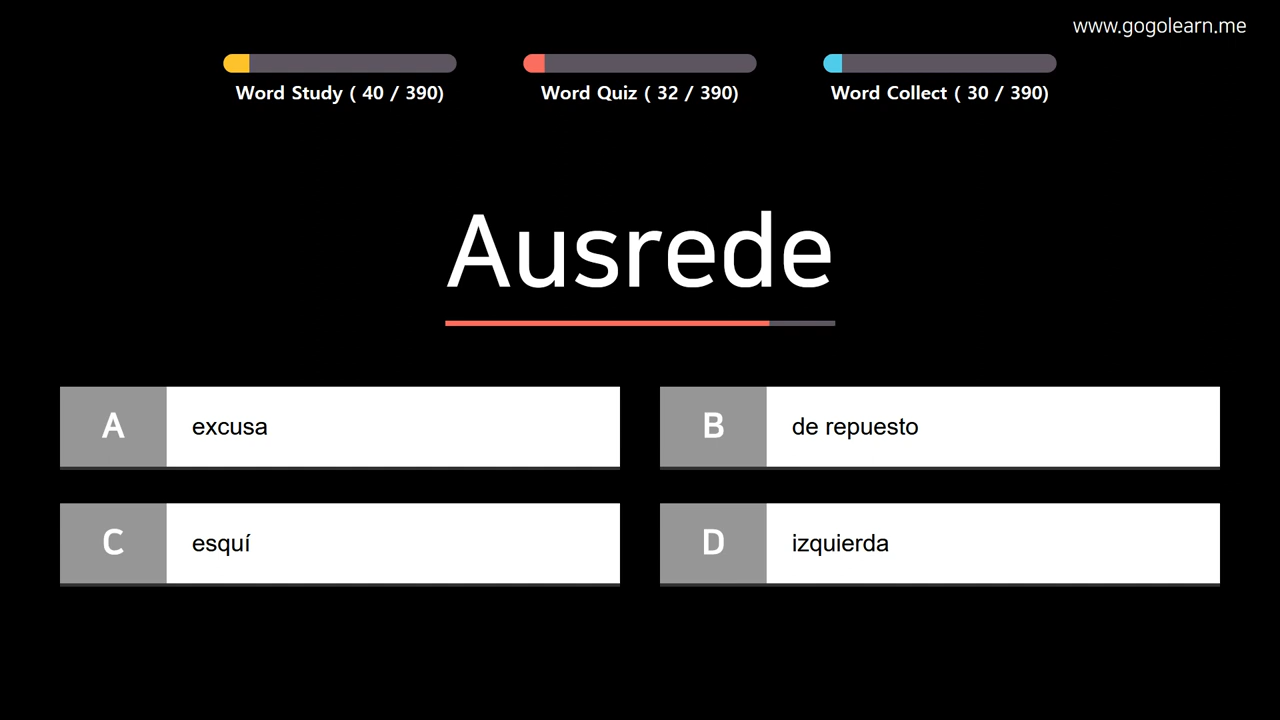 www.gogolearn.me
Word Study ( 40 / 390)
Word Quiz ( 32 / 390)
Word Collect ( 30 / 390)
Ausrede
A
excusa
B
de repuesto
C
esquí
D
izquierda